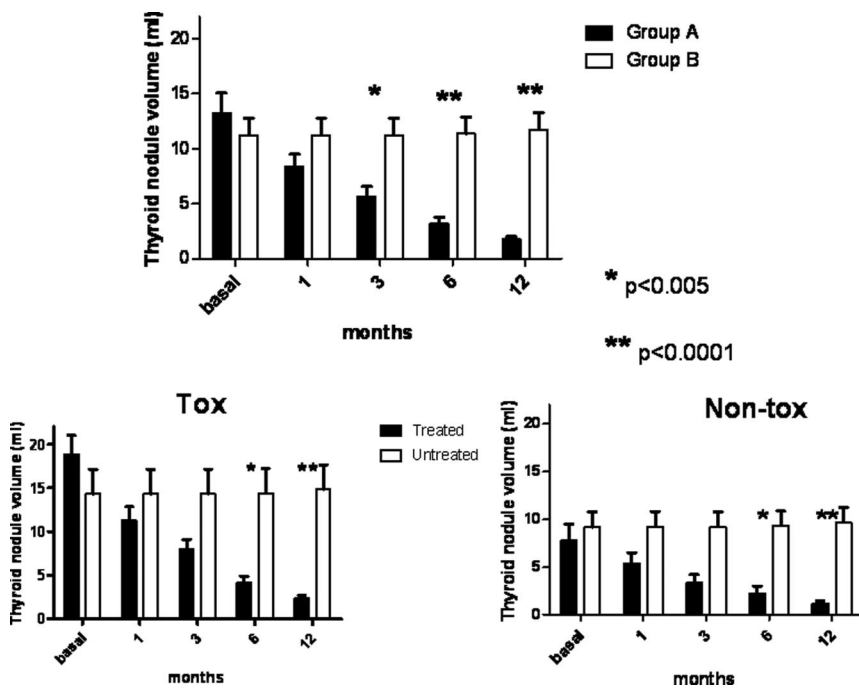 Thyroid nodule volume (ml)
20
15
10
5
0
*
**
**
Group A
Group B
basal
1
3
6
12
months
* p<0.005
** p<0.0001
Tox
Thyroid nodule volume (ml)
20
15
10
5
0
*
**
Treated
Untreated
basal
1
3
6
12
months
Non-tox
Thyroid nodule volume (ml)
20
15
10
5
0
*
**
basal
1
3
6
12
months